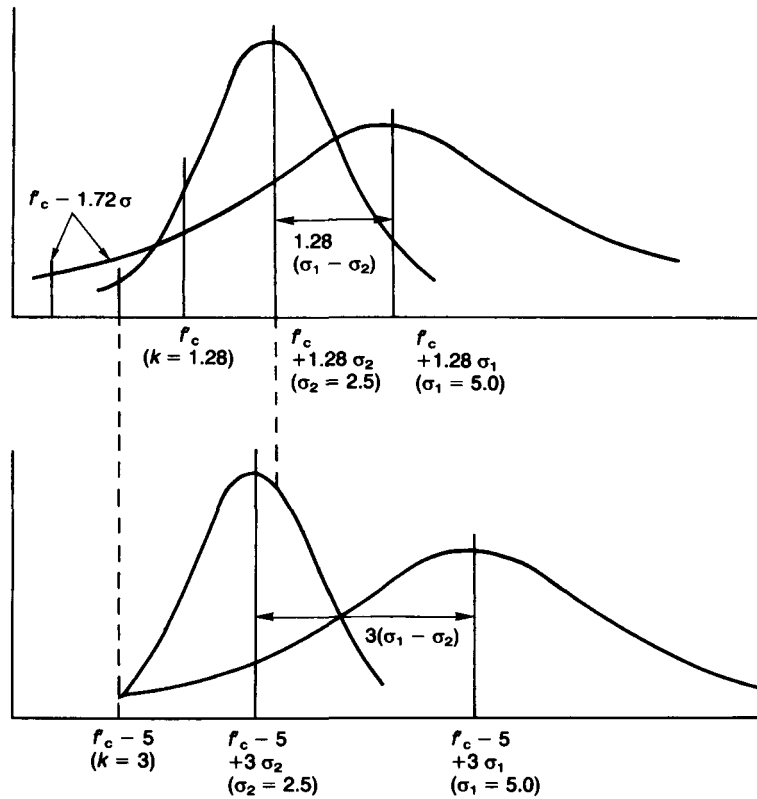 f′c − 1.72 σ
1.28
(σ1 − σ2)
f′c
(k = 1.28)
f′c
+1.28 σ2
(σ2 = 2.5)
f′c
+1.28 σ1
(σ1 = 5.0)
3(σ1 − σ2)
f′c − 5
(k = 3)
f′c − 5
+3 σ2
(σ2 = 2.5)
f′c − 5
+3 σ1
(σ1 = 5.0)